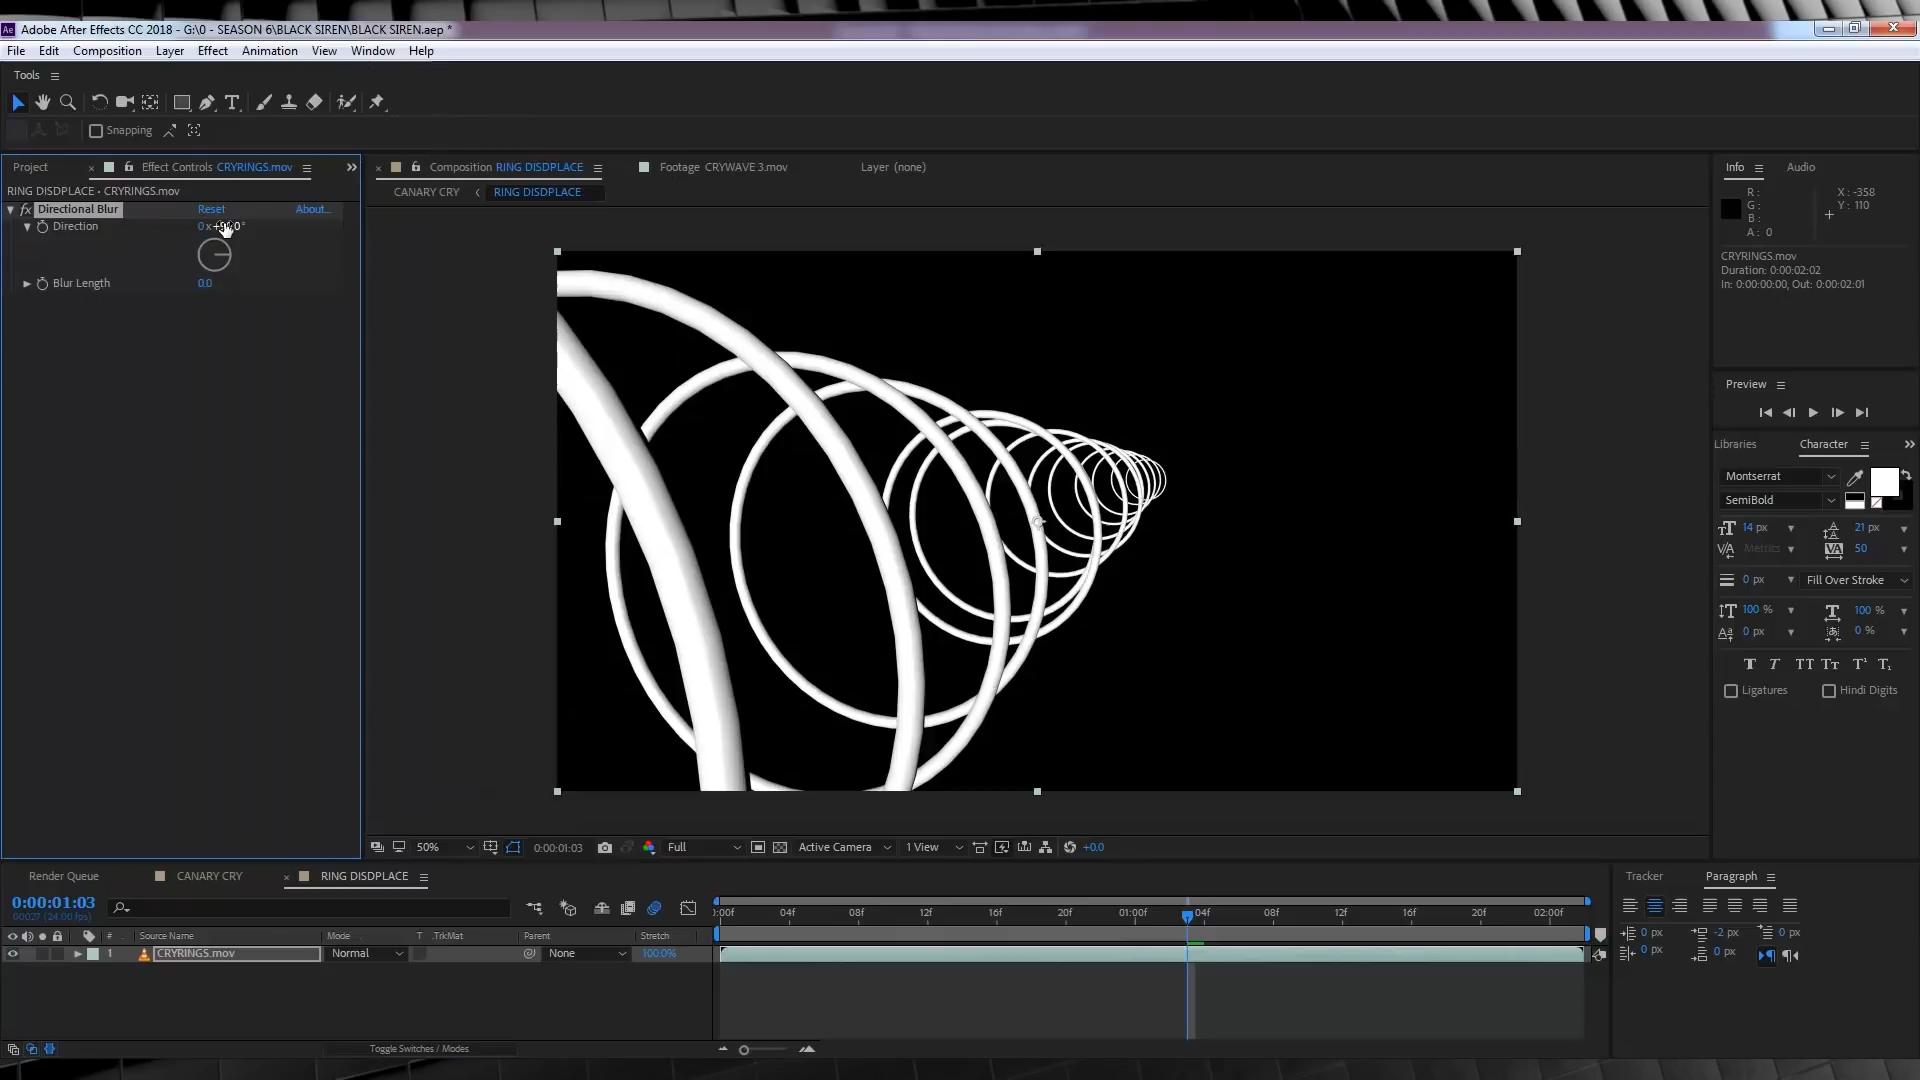 Adobe After Effects CC 2018 - G:\0 - SEASON 6\BLACK SIREN\BLACK SIREN.aep *
File Edit Composition Layer Effect Animation View Window Help
Tools
Snapping
Project Effect Controls CRYRINGS.mov
Composition RING DISDPLACE Footage CRYWAVE 3.mov Layer (none)
Info Audio
RING DISDPLACE • CRYRINGS.mov
CANARY CRY RING DISDPLACE
Directional Blur Reset About...
Direction 0x
Blur Length 0.0
R :
G :
B :
A : 0
X : -358
Y : 110
CRYRINGS.mov
Duration: 0:00:02:02
In: 0:00:00:00, Out: 0:00:02:01
Preview
Libraries Character
Montserrat
SemiBold
14 px 21 px
Metrics 50
0 px Fill Over Stroke
100 % 100 %
0 px 0 %
Ligatures Hindi Digits
50% 0:00:01:03 Full Active Camera 1 View +0.0
Render Queue CANARY CRY RING DISDPLACE
Tracker Paragraph
0:00:01:03
00027 (24.00 fps)
:00f 04f 08f 12f 16f 20f 01:00f 04f 08f 12f 16f 20f 02:00f
# Source Name Mode T .TrkMat Parent Stretch
1 CRYRINGS.mov Normal None 100.0%
0 px -2 px 0 px
0 px 0 px
Toggle Switches / Modes